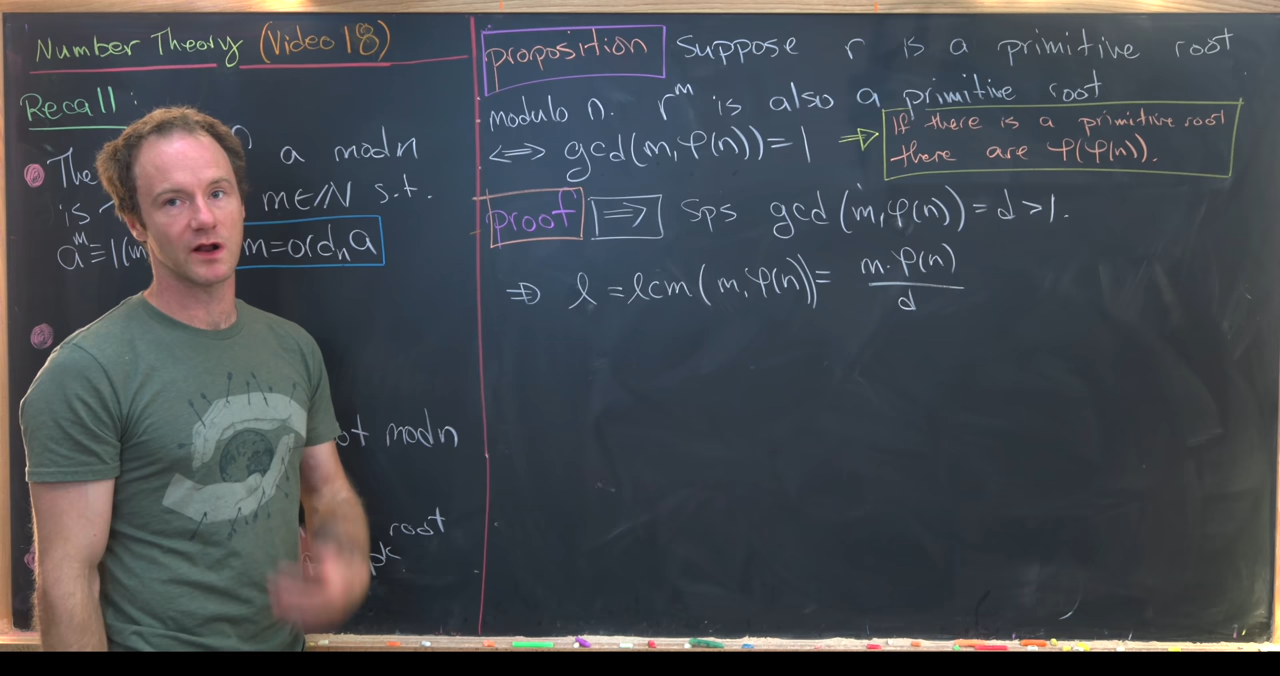 Number Theory (Video 18)
Recall:
The a mod n
is m∈ℕ s.t.
a^m≡1(m m=ord_n a
ot mod n
root
p^k.
proposition Suppose r is a primitive root
modulo n. r^m is also a primitive root
⟺ gcd(m,φ(n))=1 ⇒ If there is a primitive root
there are φ(φ(n)).
proof ⇒ Sps gcd(m,φ(n))=d>1.
⇒ l=lcm(m,φ(n))= m·φ(n)/d